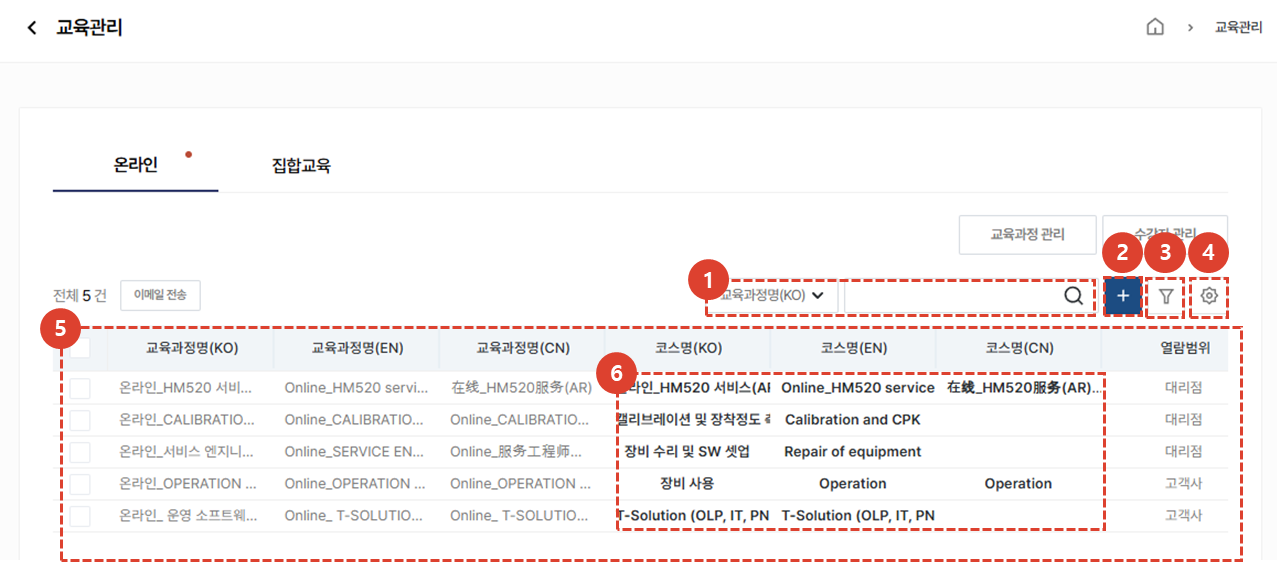 교육관리
교육관리
온라인 집합교육
교육과정 관리 수강자 관리
2 3 4
1
전체 5 건 이메일 전송 교육과정명(KO)
5
교육과정명(KO) 교육과정명(EN) 교육과정명(CN) 코스명(KO) 코스명(EN) 코스명(CN) 열람범위
6
온라인_HM520 서비... Online_HM520 servi... 在线_HM520服务(AR) 라인_HM520 서비스(AI Online_HM520 service 在线_HM520服务(AR)... 대리점
온라인_CALIBRATIO... Online_CALIBRATIO... Online_CALIBRATIO... 캘리브레이션 및 장착정도 Calibration and CPK 대리점
온라인_서비스 엔지니... Online_SERVICE EN... Online_服务工程师... 장비 수리 및 SW 셋업 Repair of equipment 대리점
온라인_OPERATION ... Online_OPERATION ... Online_OPERATION ... 장비 사용 Operation Operation 고객사
온라인_ 운영 소프트웨... Online_ T-SOLUTIO... Online_ T-SOLUTIO... T-Solution (OLP, IT, PN T-Solution (OLP, IT, PN 고객사